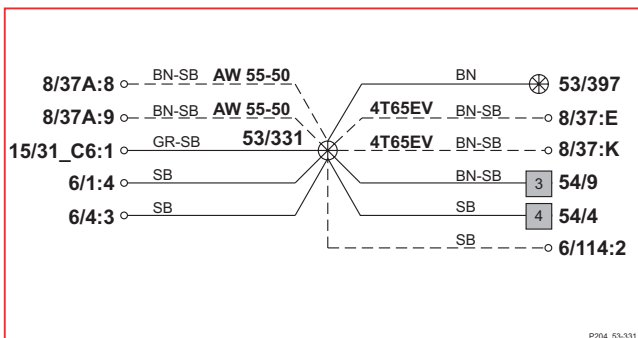 BN
8/37A:8 BN-SB AW 55-50 53/397
8/37A:9 BN-SB AW 55-50 4T65EV BN-SB 8/37:E
15/31_C6:1 GR-SB 53/331 4T65EV BN-SB 8/37:K
6/1:4 SB BN-SB 3 54/9
6/4:3 SB SB 4 54/4
SB 6/114:2
P204_53-331